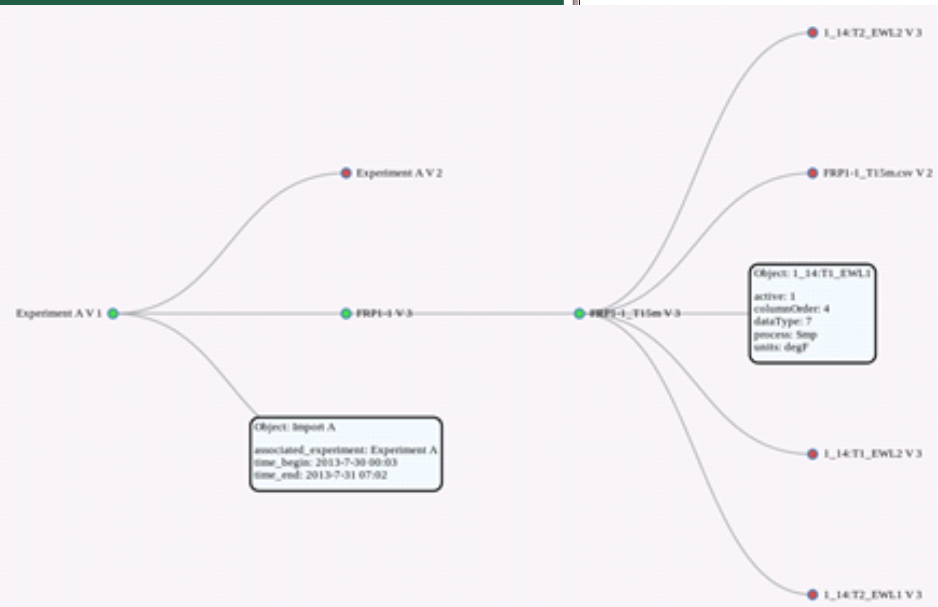 1_14:T2_EWL2 V 3
Experiment A V 2
FRP1-1_T15m.csv V 2
Object: 1_14:T1_EWL1
active: 1
columnOrder: 4
dataType: 7
process: Smp
units: degF
Experiment A V 1
FRP1-1 V 3
FRP1-1_T15m V 3
Object: Import A
associated_experiment: Experiment A
time_begin: 2013-7-30 00:03
time_end: 2013-7-31 07:02
1_14:T1_EWL2 V 3
1_14:T2_EWL1 V 3